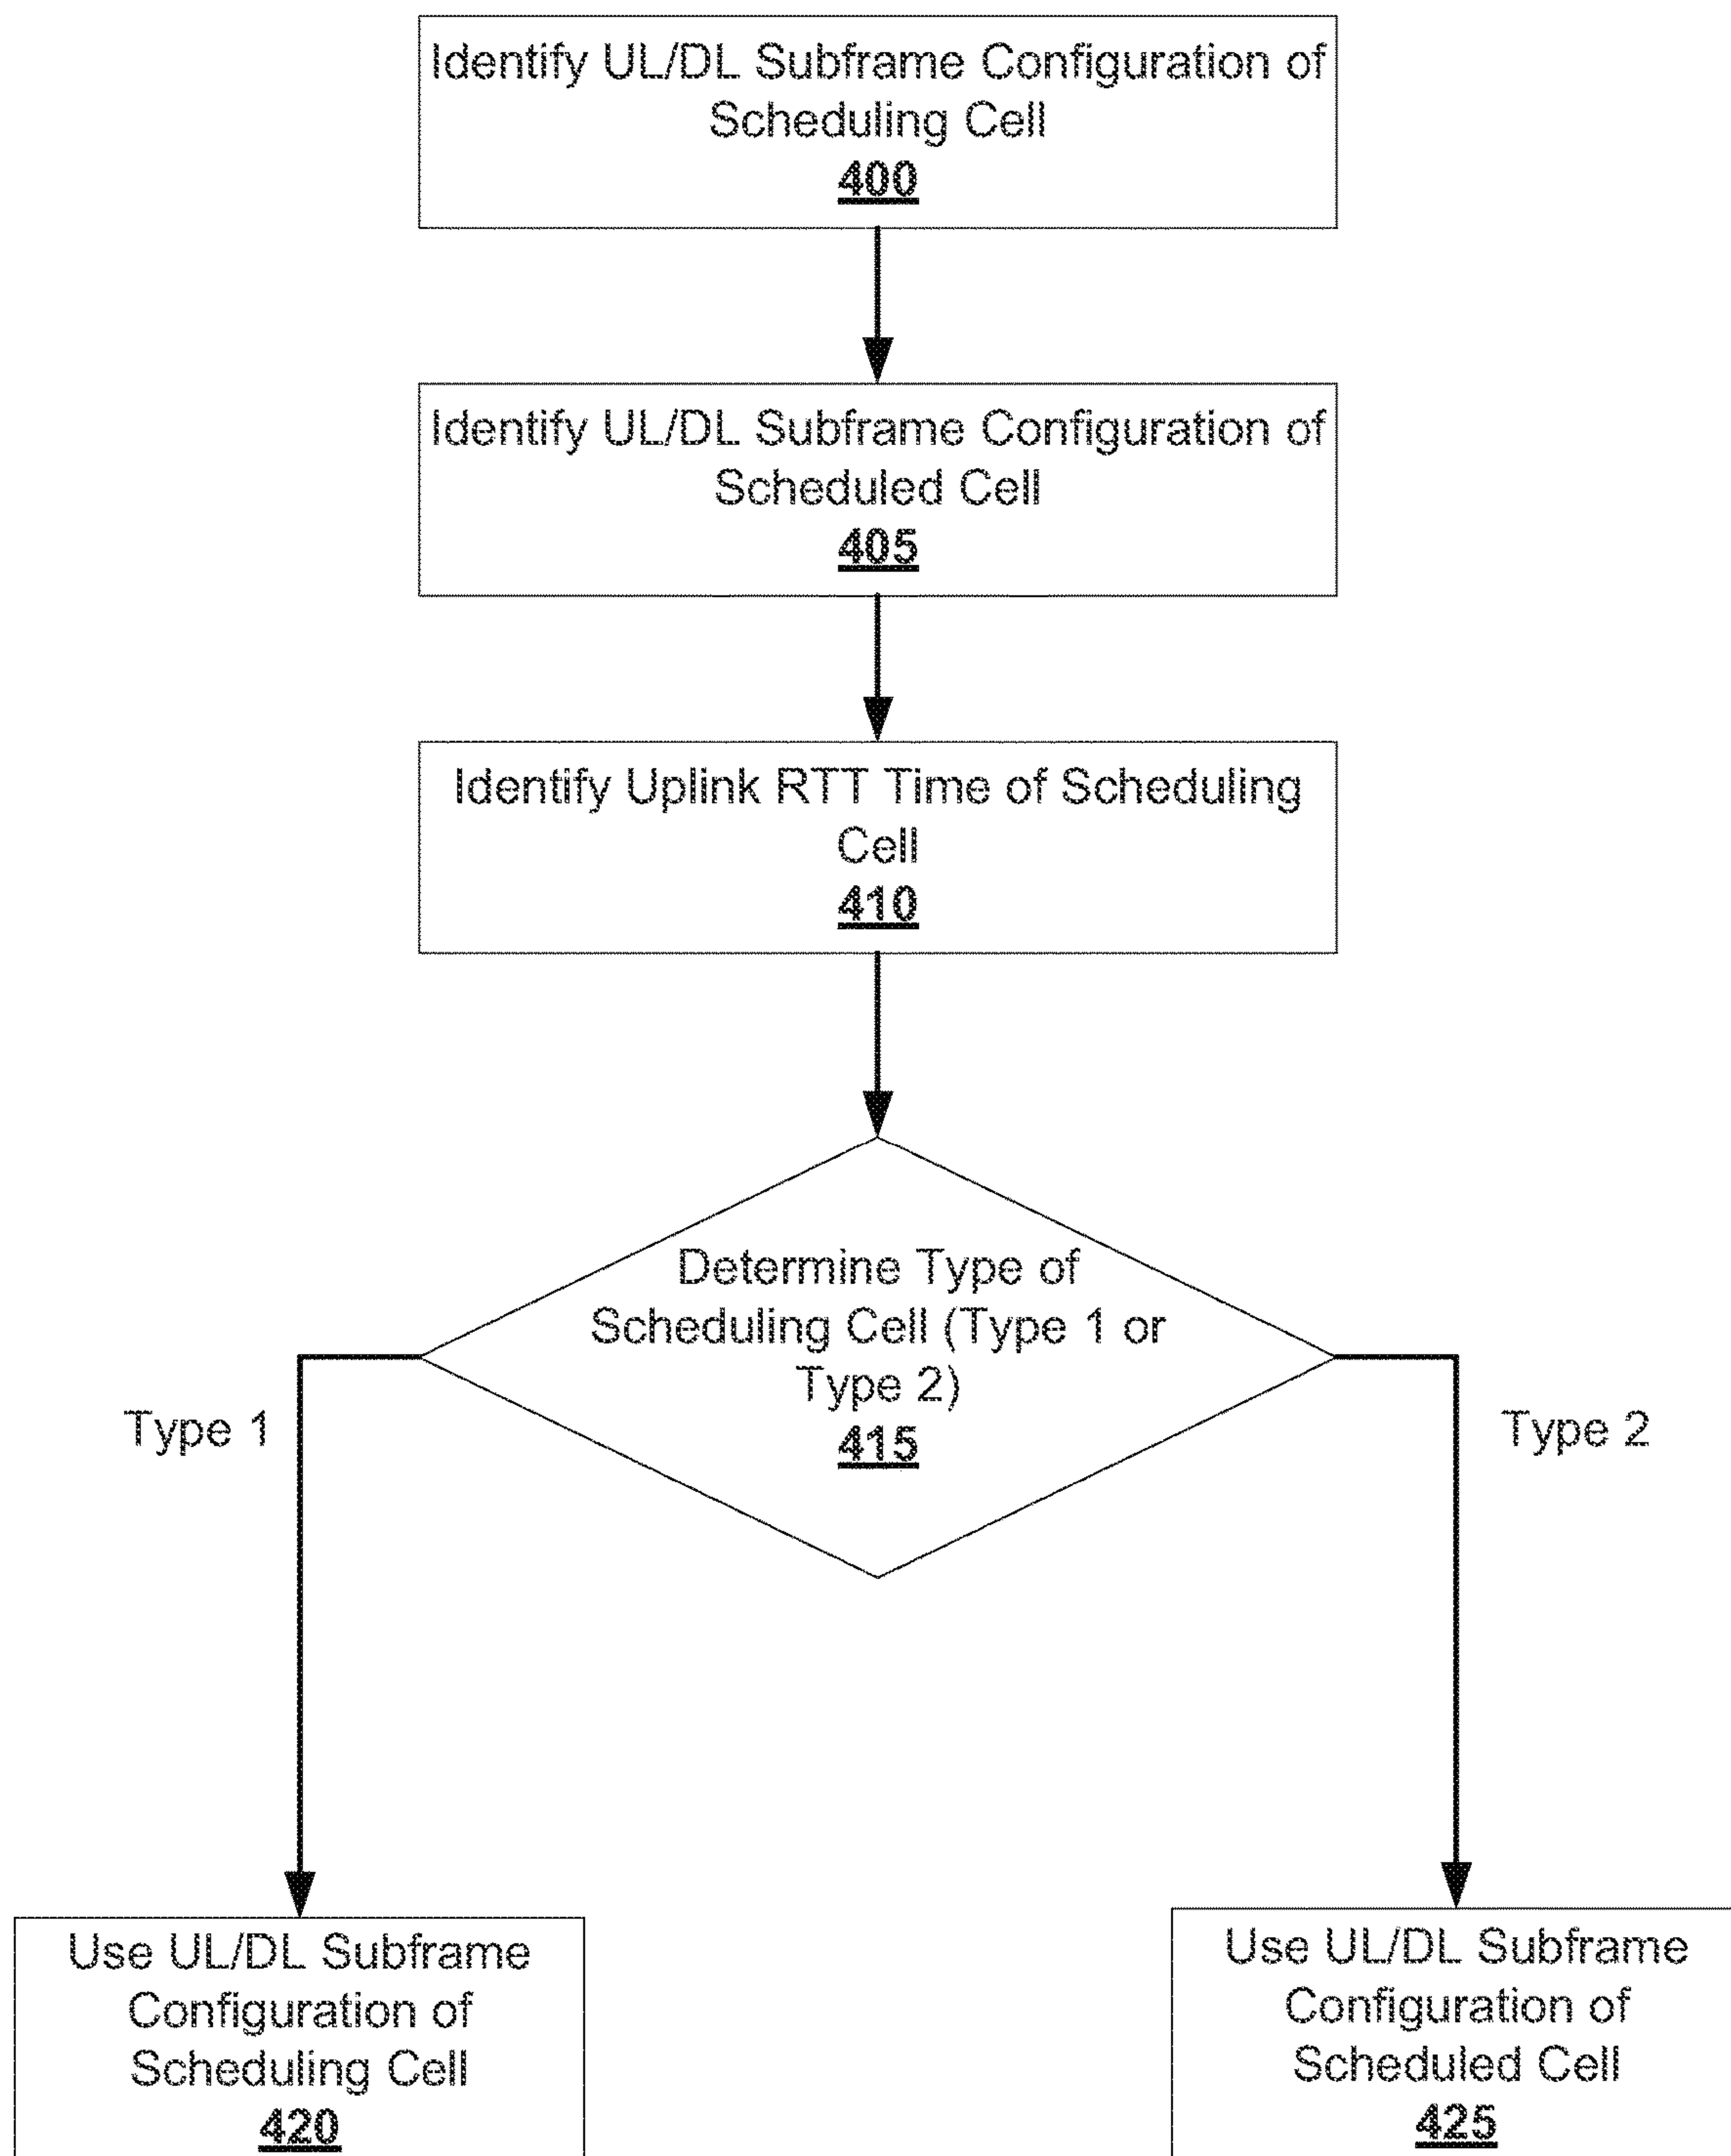 Identify UL/DL Subframe Configuration of
Scheduling Cell
400
Identify UL/DL Subframe Configuration of
Scheduled Cell
405
Identify Uplink RTT Time of Scheduling
Cell
410
Determine Type of
Scheduling Cell (Type 1 or
Type 2)
415
Type 1
Type 2
Use UL/DL Subframe
Configuration of
Scheduling Cell
420
Use UL/DL Subframe
Configuration of
Scheduled Cell
425